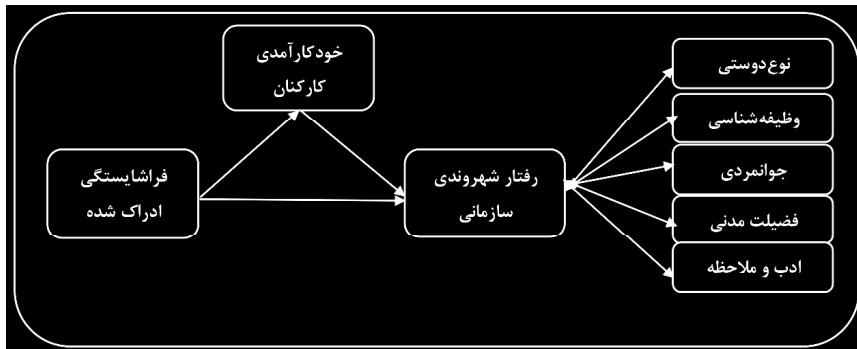 خودکارآمدی
کارکنان
فراشایستگی
ادراک شده
رفتار شهروندی
سازمانی
نوع‌دوستی
وظیفه‌شناسی
جوانمردی
فضیلت مدنی
ادب و ملاحظه